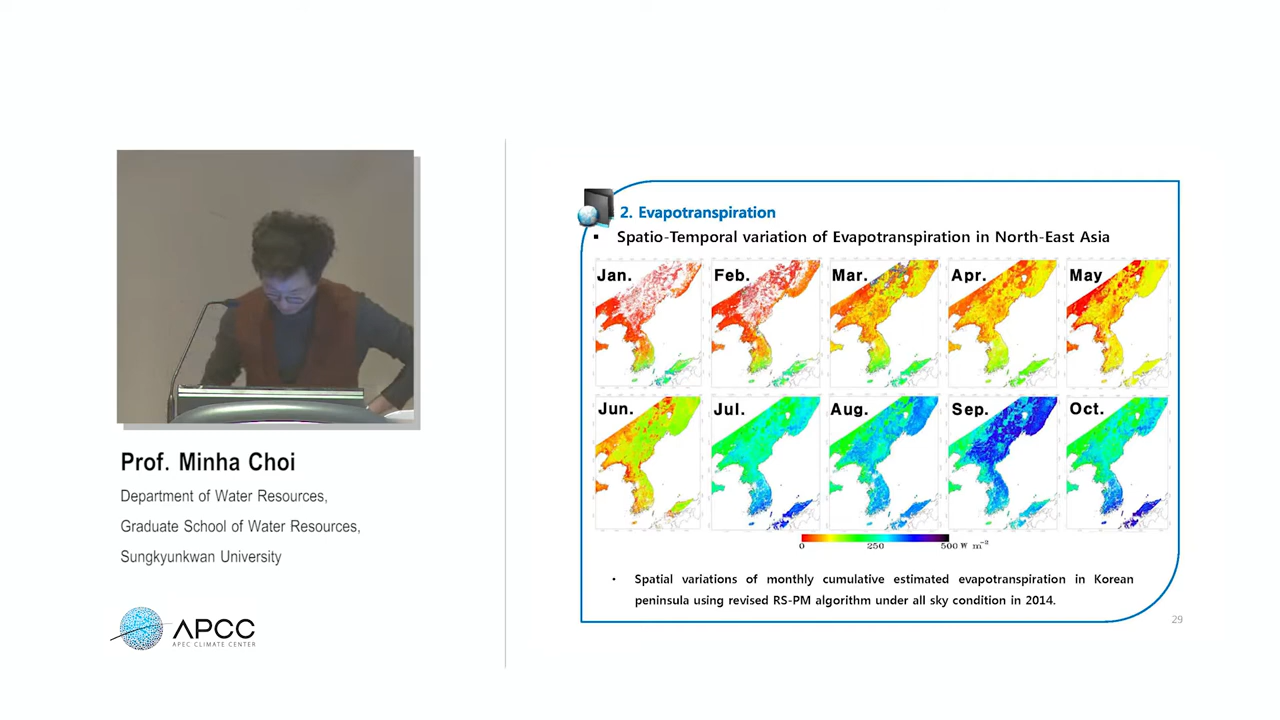 2. Evapotranspiration
▪ Spatio-Temporal variation of Evapotranspiration in North-East Asia
Jan. Feb. Mar. Apr. May
Jun. Jul. Aug. Sep. Oct.
0 250 500 W m⁻²
• Spatial variations of monthly cumulative estimated evapotranspiration in Korean
peninsula using revised RS-PM algorithm under all sky condition in 2014.
29
Prof. Minha Choi
Department of Water Resources,
Graduate School of Water Resources,
Sungkyunkwan University
APCC
APEC CLIMATE CENTER